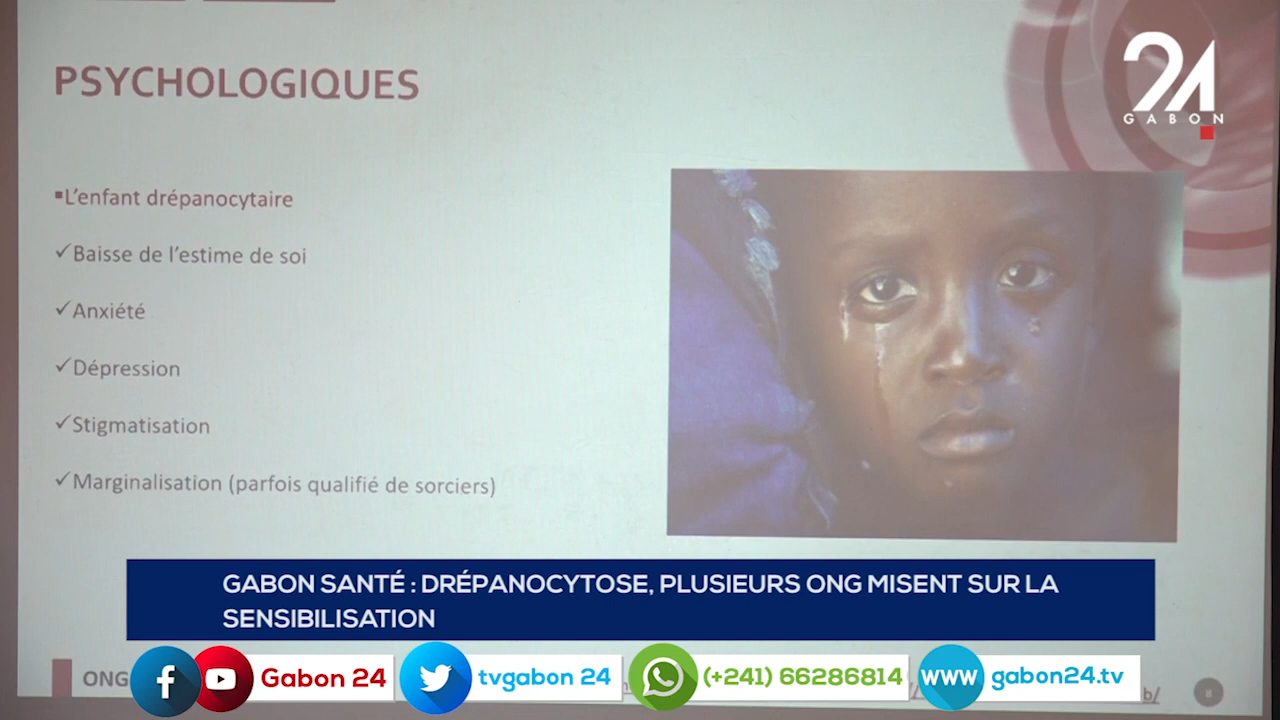 PSYCHOLOGIQUES
24
GABON
▪L'enfant drépanocytaire
✓Baisse de l'estime de soi
✓Anxiété
✓Dépression
✓Stigmatisation
✓Marginalisation (parfois qualifié de sorciers)
GABON SANTÉ : DRÉPANOCYTOSE, PLUSIEURS ONG MISENT SUR LA
SENSIBILISATION
ONG
Gabon 24
tvgabon 24
(+241) 66286814
www
gabon24.tv
b/
8